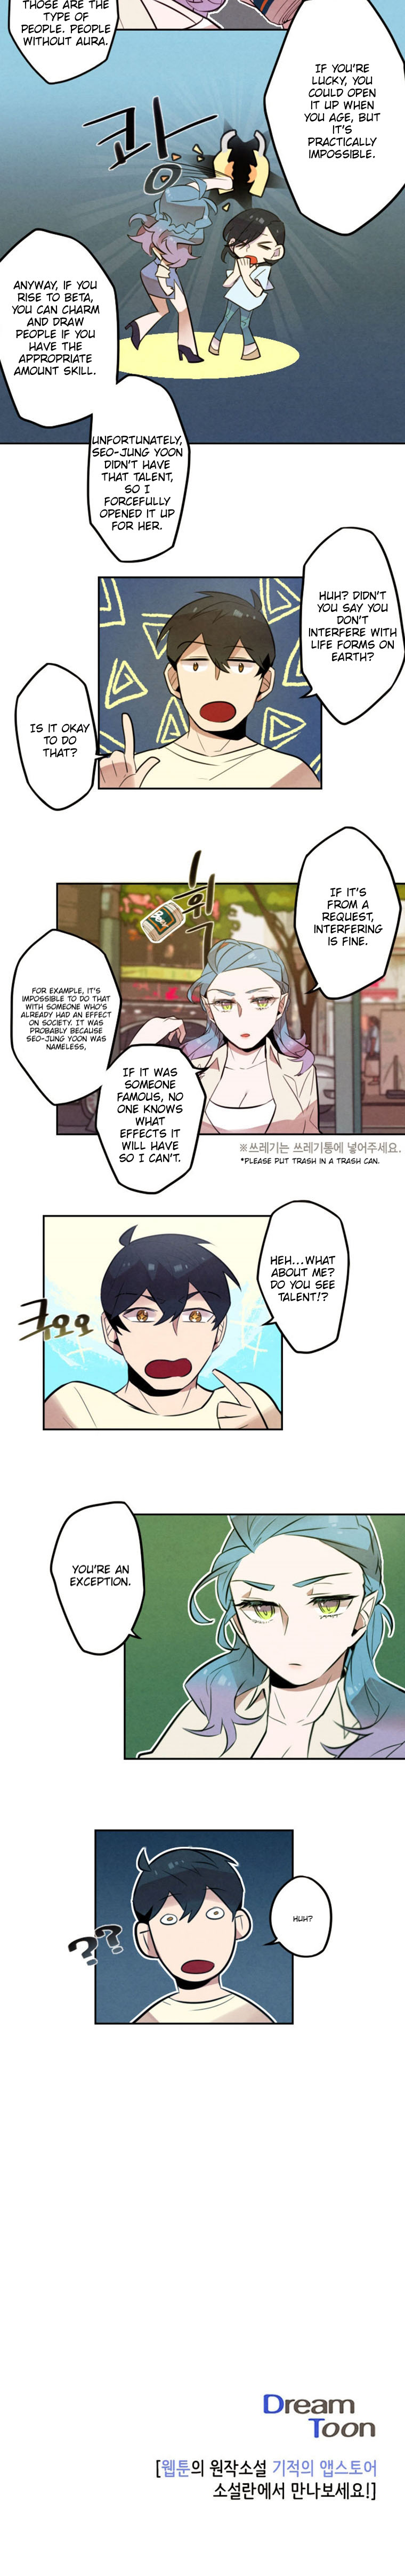 THOSE ARE THE
TYPE OF
PEOPLE. PEOPLE
WITHOUT AURA.
IF YOU'RE
LUCKY, YOU
COULD OPEN
IT UP WHEN
YOU AGE, BUT
IT'S
PRACTICALLY
IMPOSSIBLE.
쾅
ANYWAY, IF YOU
RISE TO BETA,
YOU CAN CHARM
AND DRAW
PEOPLE IF YOU
HAVE THE
APPROPRIATE
AMOUNT SKILL.
UNFORTUNATELY,
SEO-JUNG YOON
DIDN'T HAVE
THAT TALENT,
SO I
FORCEFULLY
OPENED IT UP
FOR HER.
HUH? DIDN'T
YOU SAY YOU
DON'T
INTERFERE WITH
LIFE FORMS ON
EARTH?
IS IT OKAY
TO DO
THAT?
IF IT'S
FROM A
REQUEST,
INTERFERING
IS FINE.
휙
FOR EXAMPLE, IT'S
IMPOSSIBLE TO DO THAT
WITH SOMEONE WHO'S
ALREADY HAD AN EFFECT
ON SOCIETY. IT WAS
PROBABLY BECAUSE
SEO-JUNG YOON WAS
NAMELESS,
IF IT WAS
SOMEONE
FAMOUS, NO
ONE KNOWS
WHAT
EFFECTS IT
WILL HAVE
SO I CAN'T.
※쓰레기는 쓰레기통에 넣어주세요.
*PLEASE PUT TRASH IN A TRASH CAN.
HEH...WHAT
ABOUT ME?
DO YOU SEE
TALENT!?
쿠오오
YOU'RE AN
EXCEPTION.
HUH?
??
Dream
Toon
[웹툰의 원작소설 기적의 앱스토어
소설란에서 만나보세요!]